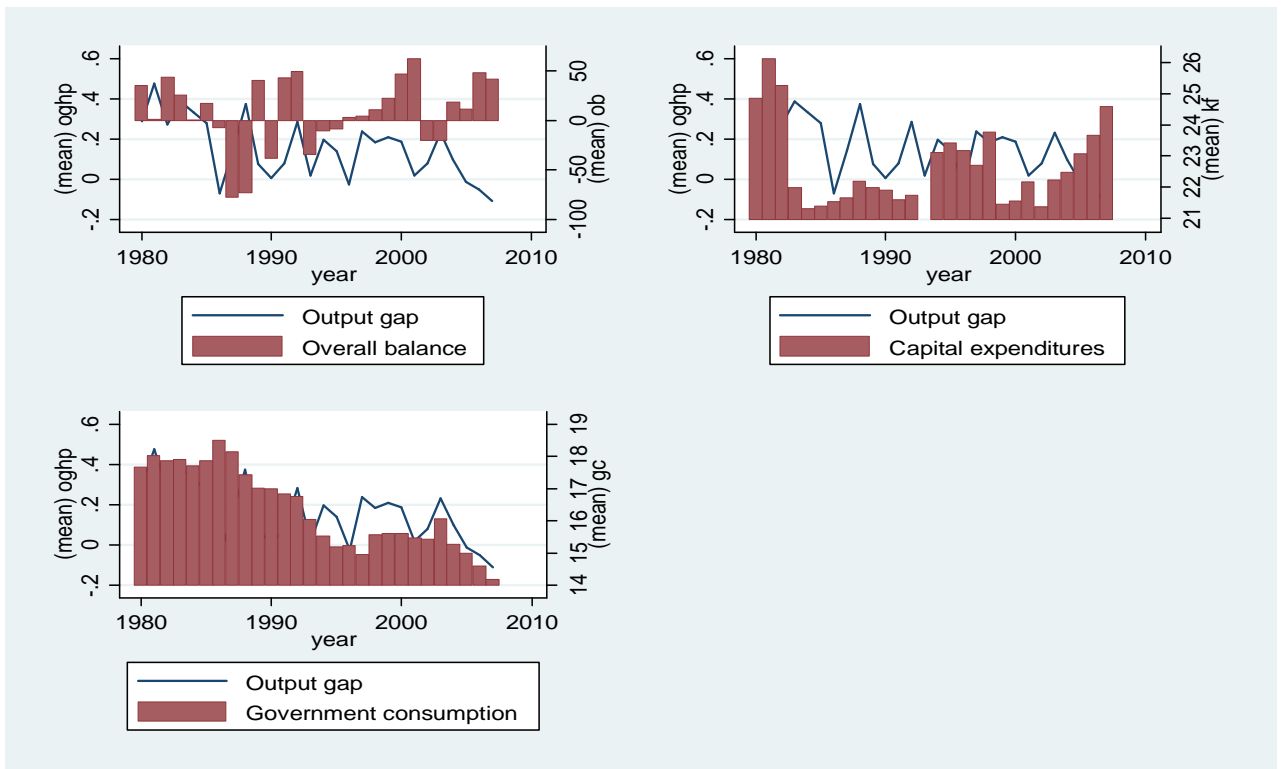 (mean) oghp
.6
.4
.2
0
-.2
(mean) ob
50
0
-50
-100
1980 1990 2000 2010
year
Output gap
Overall balance
(mean) oghp
.6
.4
.2
0
-.2
(mean) kf
26
25
24
23
22
21
1980 1990 2000 2010
year
Output gap
Capital expenditures
(mean) oghp
.6
.4
.2
0
-.2
(mean) gc
19
18
17
16
15
14
1980 1990 2000 2010
year
Output gap
Government consumption